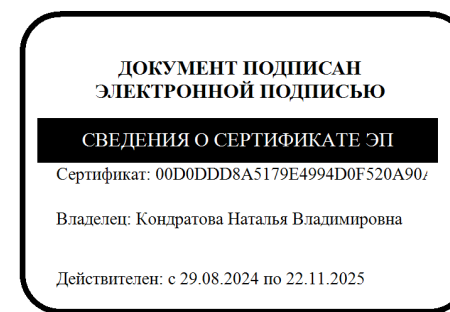 ДОКУМЕНТ ПОДПИСАН
ЭЛЕКТРОННОЙ ПОДПИСЬЮ
СВЕДЕНИЯ О СЕРТИФИКАТЕ ЭП
Сертификат: 00D0DDD8A5179E4994D0F520A90
Владелец: Кондратова Наталья Владимировна
Действителен: с 29.08.2024 по 22.11.2025